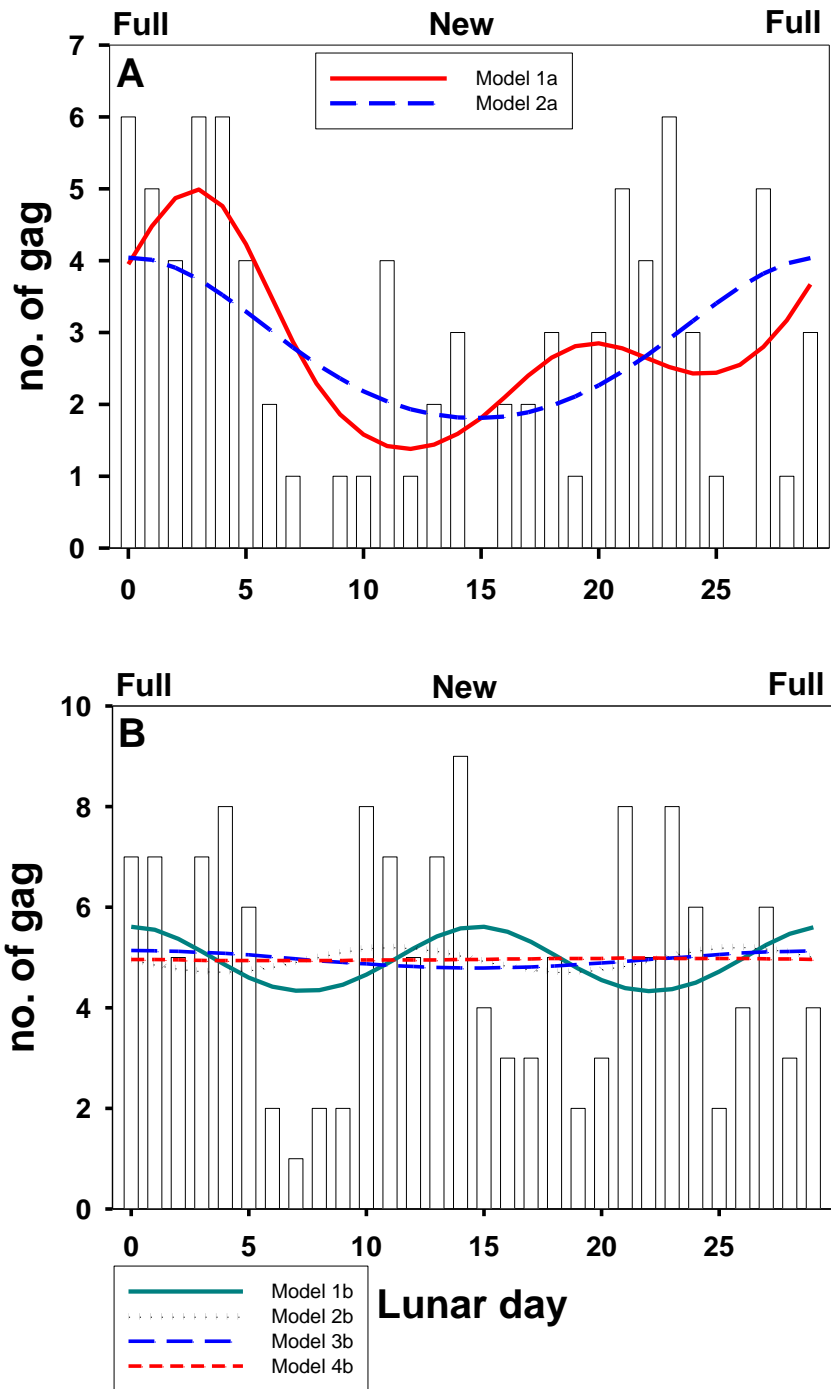 Full New Full
A
Model 1a
Model 2a
no. of gag
7
6
5
4
3
2
1
0
0 5 10 15 20 25
Full New Full
B
no. of gag
10
8
6
4
2
0
0 5 10 15 20 25
Lunar day
Model 1b
Model 2b
Model 3b
Model 4b